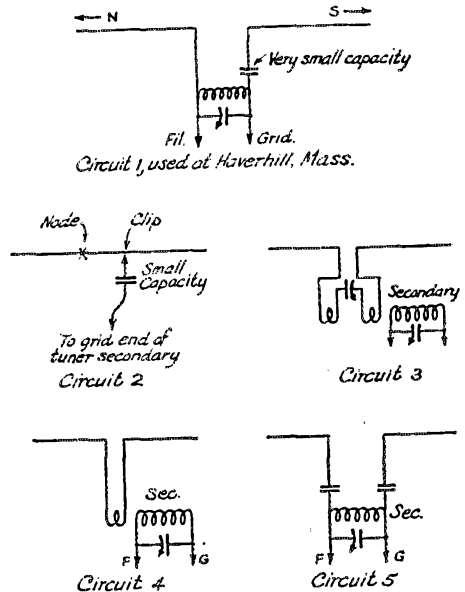 N S
Very small capacity
Fil. Grid.
Circuit 1, used at Haverhill, Mass.
Node Clip
Small
Capacity
To grid end of
tuner secondary
Circuit 2
Secondary
Circuit 3
Sec.
F G
Circuit 4
Sec.
F G
Circuit 5